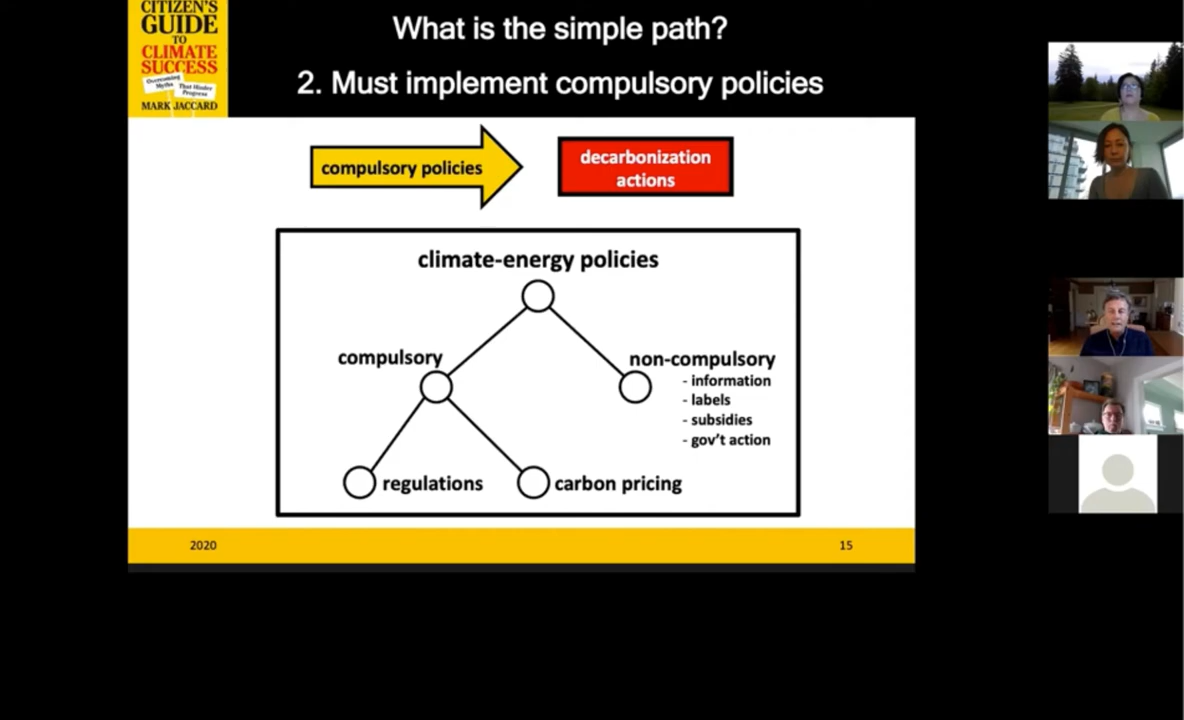 CITIZEN'S
GUIDE
TO
CLIMATE
SUCCESS
Overcoming
Myths
That Hinder
Progress
MARK JACCARD
What is the simple path?
2. Must implement compulsory policies
compulsory policies
decarbonization
actions
climate-energy policies
compulsory
non-compulsory
- information
- labels
- subsidies
- gov't action
regulations
carbon pricing
2020
15